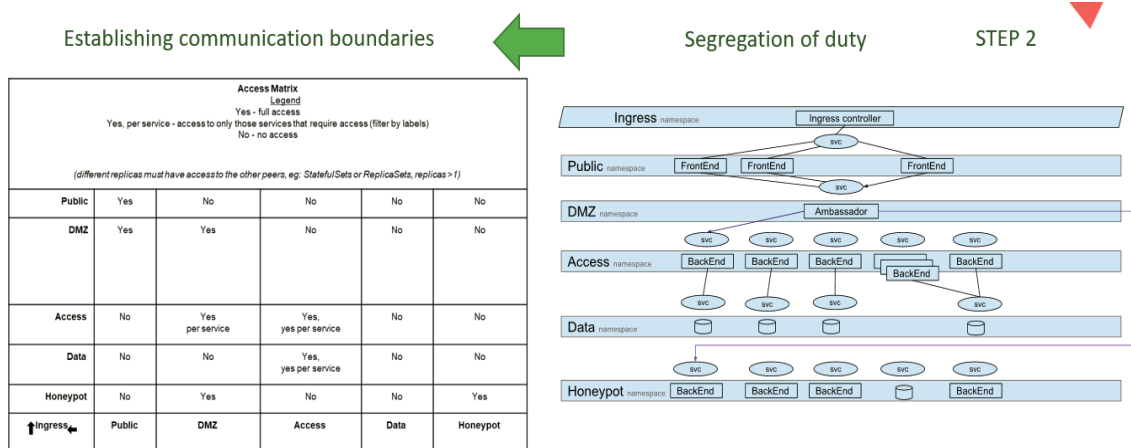 Establishing communication boundaries
Segregation of duty
STEP 2
Access Matrix
Legend
Yes - full access
Yes, per service - access to only those services that require access (filter by labels)
No - no access
(different replicas must have access to the other peers, eg: StatefulSets or ReplicaSets, replicas > 1)
Public Yes No No No No
DMZ Yes Yes No No No
Access No Yes Yes, No No
per service yes per service
Data No No Yes, No No
yes per service
Honeypot No Yes No No Yes
Ingress Public DMZ Access Data Honeypot
Ingress namespace Ingress controller
svc
Public namespace FrontEnd FrontEnd FrontEnd
svc
DMZ namespace Ambassador
svc svc svc svc svc
Access namespace BackEnd BackEnd BackEnd BackEnd
BackEnd
svc svc svc svc
Data namespace
svc svc svc svc svc
Honeypot namespace BackEnd BackEnd BackEnd BackEnd